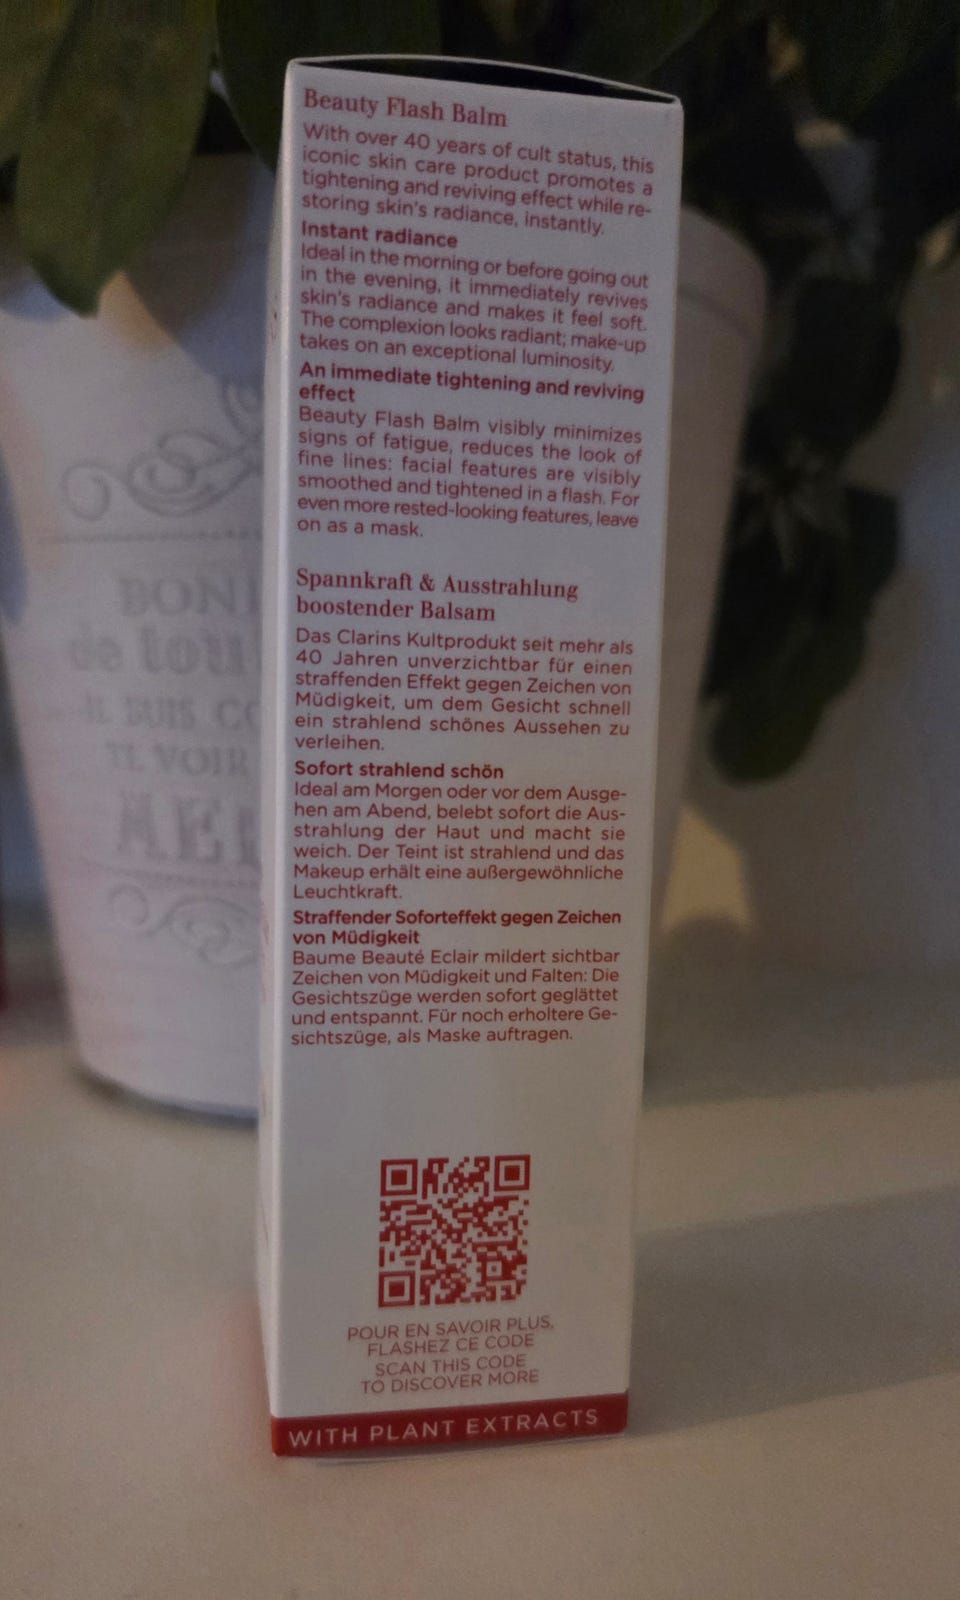 Beauty Flash Balm
With over 40 years of cult status, this
iconic skin care product promotes a
tightening and reviving effect while re-
storing skin's radiance, instantly.
Instant radiance
Ideal in the morning or before going out
in the evening, it immediately revives
skin's radiance and makes it feel soft.
The complexion looks radiant; make-up
takes on an exceptional luminosity.
An immediate tightening and reviving
effect
Beauty Flash Balm visibly minimizes
signs of fatigue, reduces the look of
fine lines: facial features are visibly
smoothed and tightened in a flash. For
even more rested-looking features, leave
on as a mask.
Spannkraft & Ausstrahlung
boostender Balsam
Das Clarins Kultprodukt seit mehr als
40 Jahren unverzichtbar für einen
straffenden Effekt gegen Zeichen von
Müdigkeit, um dem Gesicht schnell
ein strahlend schönes Aussehen zu
verleihen.
Sofort strahlend schön
Ideal am Morgen oder vor dem Ausge-
hen am Abend, belebt sofort die Aus-
strahlung der Haut und macht sie
weich. Der Teint ist strahlend und das
Makeup erhält eine außergewöhnliche
Leuchtkraft.
Straffender Soforteffekt gegen Zeichen
von Müdigkeit
Baume Beauté Eclair mildert sichtbar
Zeichen von Müdigkeit und Falten: Die
Gesichtszüge werden sofort geglättet
und entspannt. Für noch erholtere Ge-
sichtszüge, als Maske auftragen.
POUR EN SAVOIR PLUS,
FLASHEZ CE CODE
SCAN THIS CODE
TO DISCOVER MORE
WITH PLANT EXTRACTS
de
TE VOIR